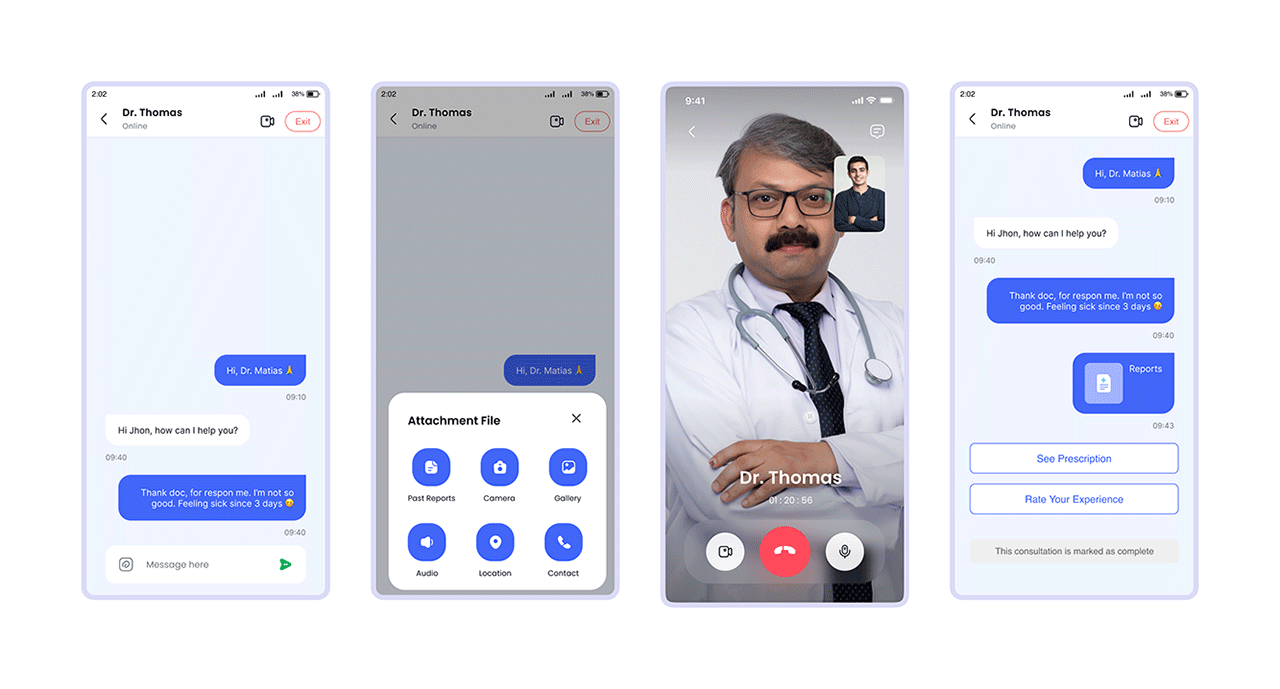 2:02
38%
Dr. Thomas
Online
Exit
Hi, Dr. Matias 🙏
09:10
Hi Jhon, how can I help you?
09:40
Thank doc, for respon me. I'm not so
good. Feeling sick since 3 days 🤒
09:40
Message here
2:02
38%
Dr. Thomas
Online
Exit
Hi, Dr. Matias 🙏
Attachment File
Past Reports
Camera
Gallery
Audio
Location
Contact
9:41
Dr. Thomas
01 : 20 : 56
2:02
38%
Dr. Thomas
Online
Exit
Hi, Dr. Matias 🙏
09:10
Hi Jhon, how can I help you?
09:40
Thank doc, for respon me. I'm not so
good. Feeling sick since 3 days 🤒
09:40
Reports
09:43
See Prescription
Rate Your Experience
This consultation is marked as complete